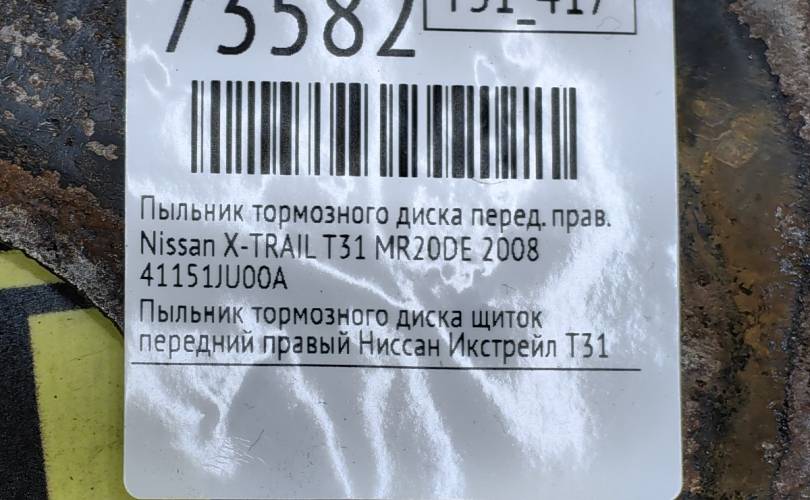 73582
T31_417
Пыльник тормозного диска перед. прав.
Nissan X-TRAIL T31 MR20DE 2008
41151JU00A
Пыльник тормозного диска щиток
передний правый Ниссан Икстрейл Т31